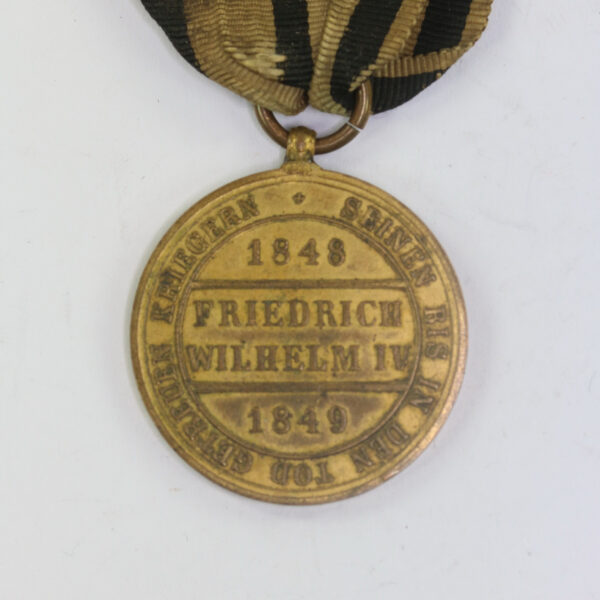 1848
FRIEDRICH
WILHELM IV
1849
SEINEN BIS IN DEN TOD GETREUEN KRIEGERN